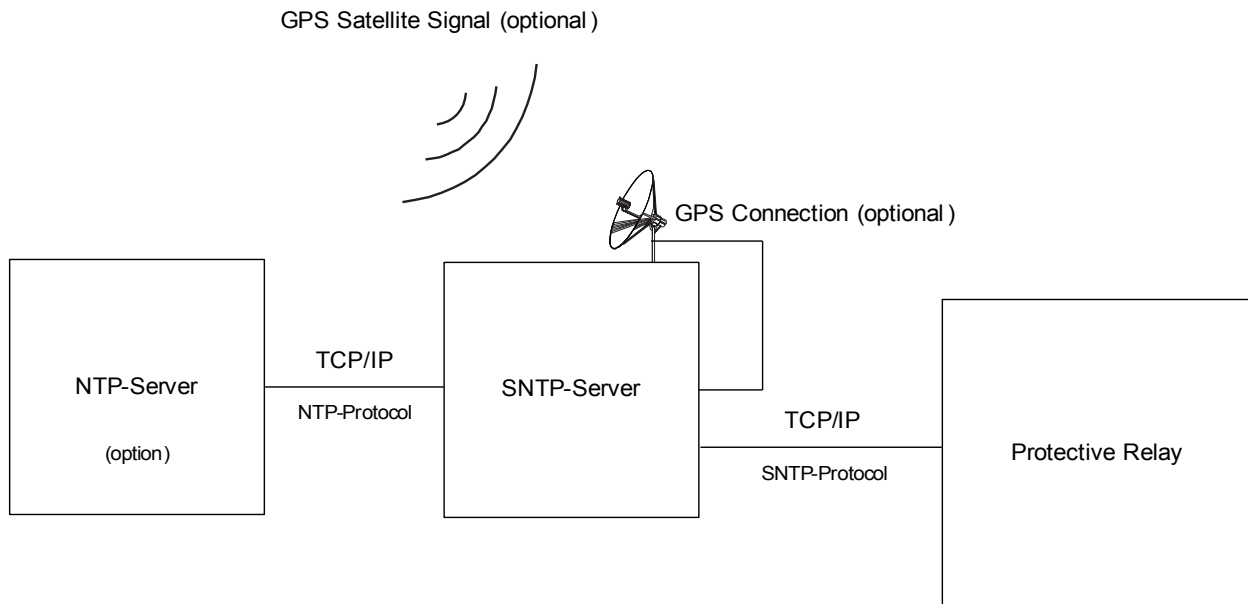 GPS Satellite Signal (optional)
GPS Connection (optional)
NTP-Server
(option)
TCP/IP
NTP-Protocol
SNTP-Server
TCP/IP
SNTP-Protocol
Protective Relay